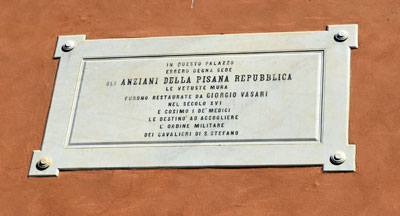 IN QUESTO PALAZZO
EBBERO DEGNA SEDE
GLI ANZIANI DELLA PISANA REPUBBLICA
LE VETUSTE MURA
FURONO RESTAURATE DA GIORGIO VASARI
NEL SECOLO XVI
E COSIMO I DE' MEDICI
LE DESTINÒ AD ACCOGLIERE
L'ORDINE MILITARE
DEI CAVALIERI DI S. STEFANO